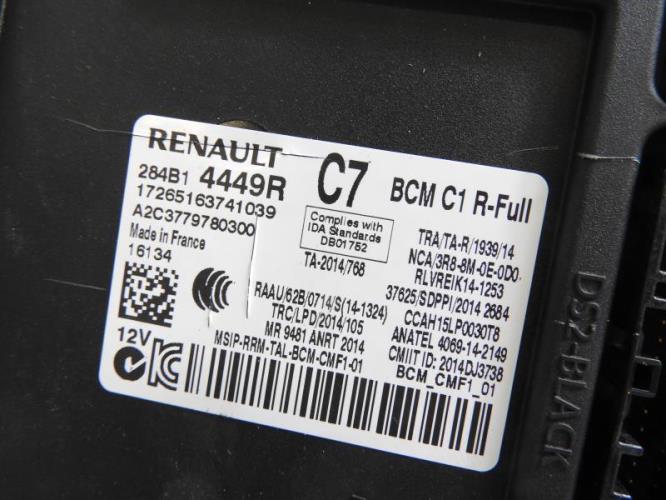 RENAULT
284B1 4449R
C7
BCM C1 R-Full
17265163741039
A2C3779780300
Made in France
16134
Complies with
IDA Standards
DB01752
TA-2014/768
TRA/TA-R/1939/14
NCA/3R8-8M-0E-0D0
RLVREIK14-1253
37625/SDPPI/2014 2684
CCAH15LP0030T8
ANATEL 4069-14-2149
CMIIT ID: 2014DJ3738
BCM_CMF1_01
RAAU/62B/0714/S(14-1324)
TRC/LPD/2014/105
MR 9481 ANRT 2014
MSIP-RRM-TAL-BCM-CMF1-01
12V
DS2-BLACK